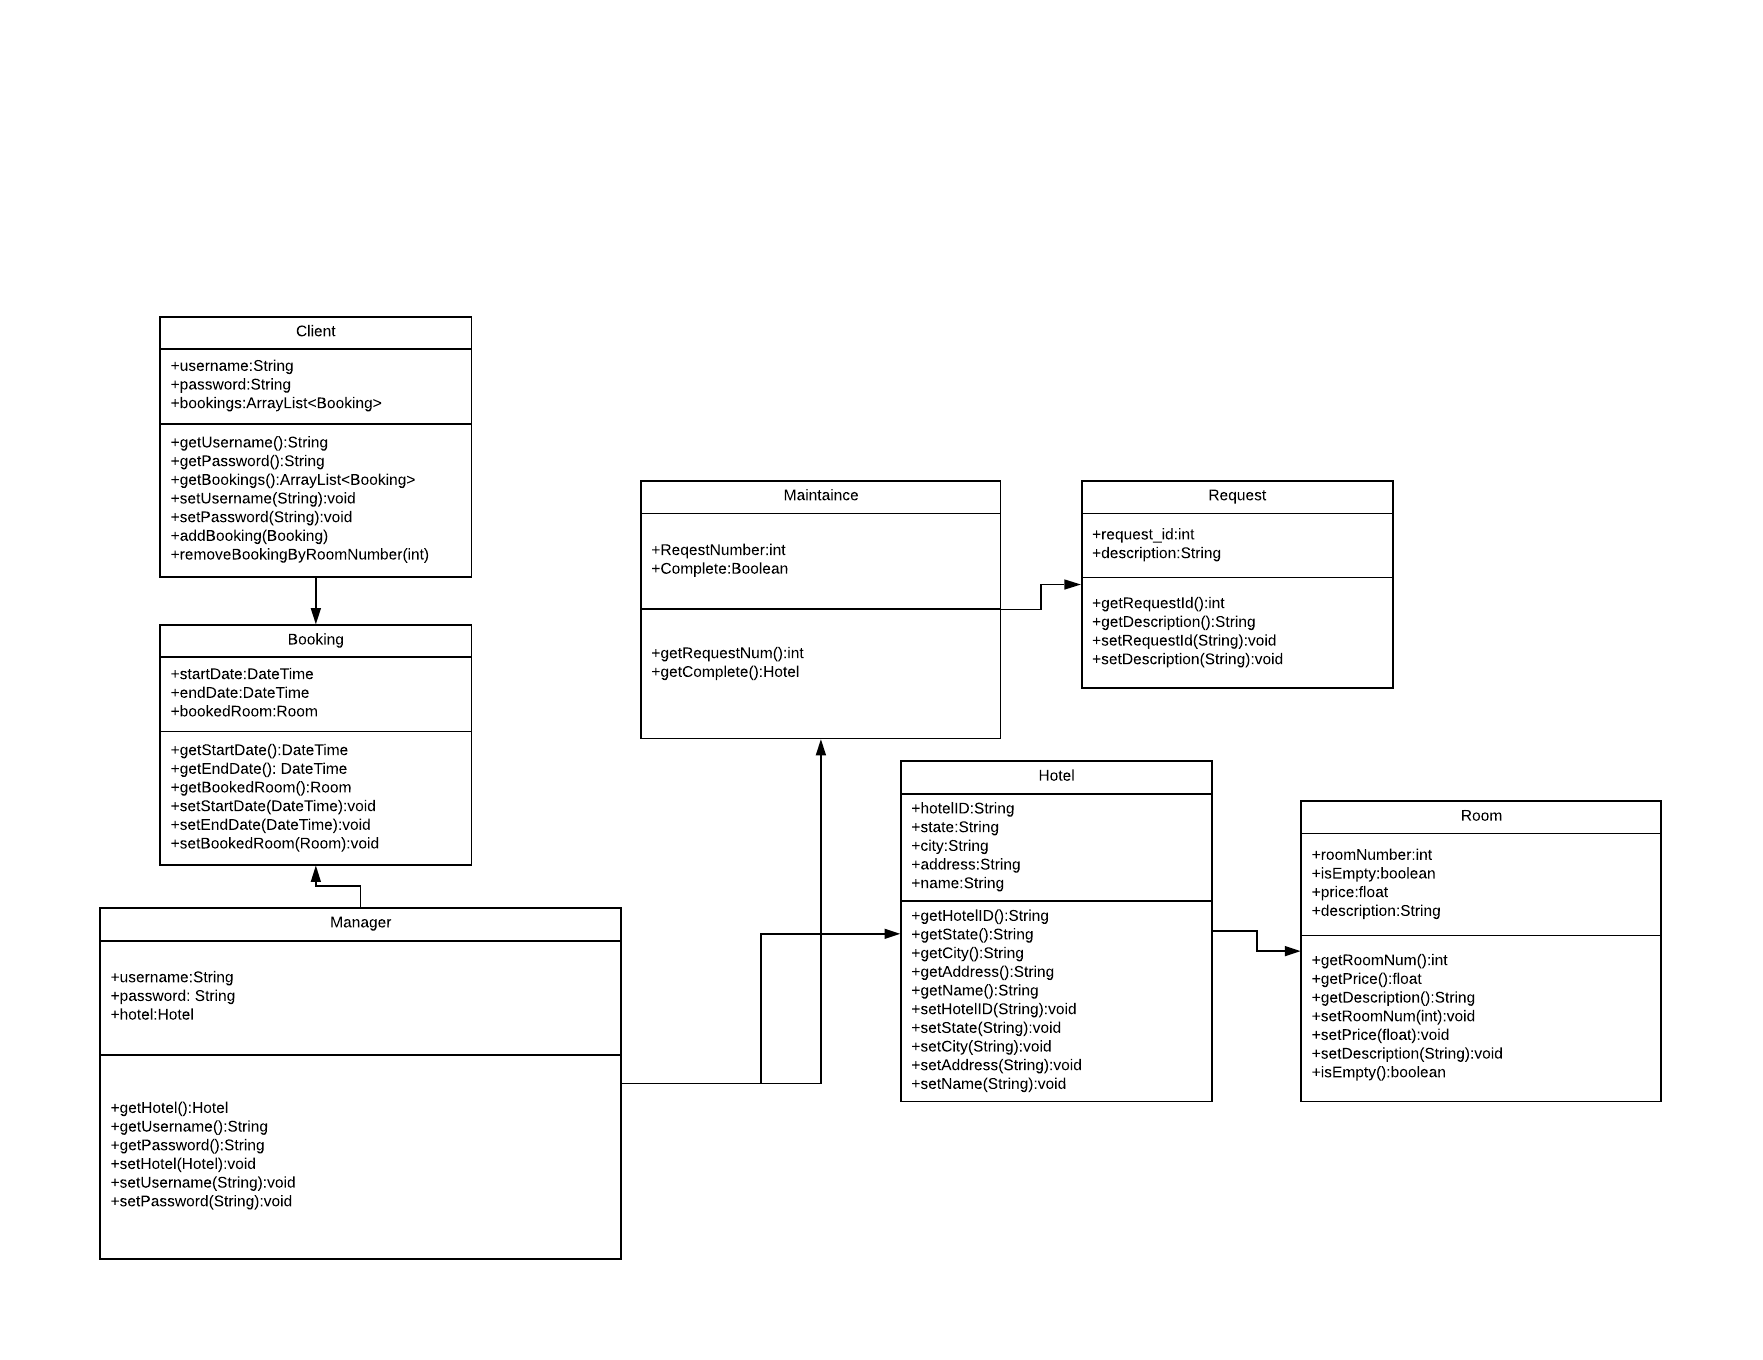 Client
+username:String
+password:String
+bookings:ArrayList<Booking>
+getUsername():String
+getPassword():String
+getBookings():ArrayList<Booking>
+setUsername(String):void
+setPassword(String):void
+addBooking(Booking)
+removeBookingByRoomNumber(int)
Booking
+startDate:DateTime
+endDate:DateTime
+bookedRoom:Room
+getStartDate():DateTime
+getEndDate(): DateTime
+getBookedRoom():Room
+setStartDate(DateTime):void
+setEndDate(DateTime):void
+setBookedRoom(Room):void
Manager
+username:String
+password: String
+hotel:Hotel
+getHotel():Hotel
+getUsername():String
+getPassword():String
+setHotel(Hotel):void
+setUsername(String):void
+setPassword(String):void
Maintaince
+ReqestNumber:int
+Complete:Boolean
+getRequestNum():int
+getComplete():Hotel
Request
+request_id:int
+description:String
+getRequestId():int
+getDescription():String
+setRequestId(String):void
+setDescription(String):void
Hotel
+hotelID:String
+state:String
+city:String
+address:String
+name:String
+getHotelID():String
+getState():String
+getCity():String
+getAddress():String
+getName():String
+setHotelID(String):void
+setState(String):void
+setCity(String):void
+setAddress(String):void
+setName(String):void
Room
+roomNumber:int
+isEmpty:boolean
+price:float
+description:String
+getRoomNum():int
+getPrice():float
+getDescription():String
+setRoomNum(int):void
+setPrice(float):void
+setDescription(String):void
+isEmpty():boolean